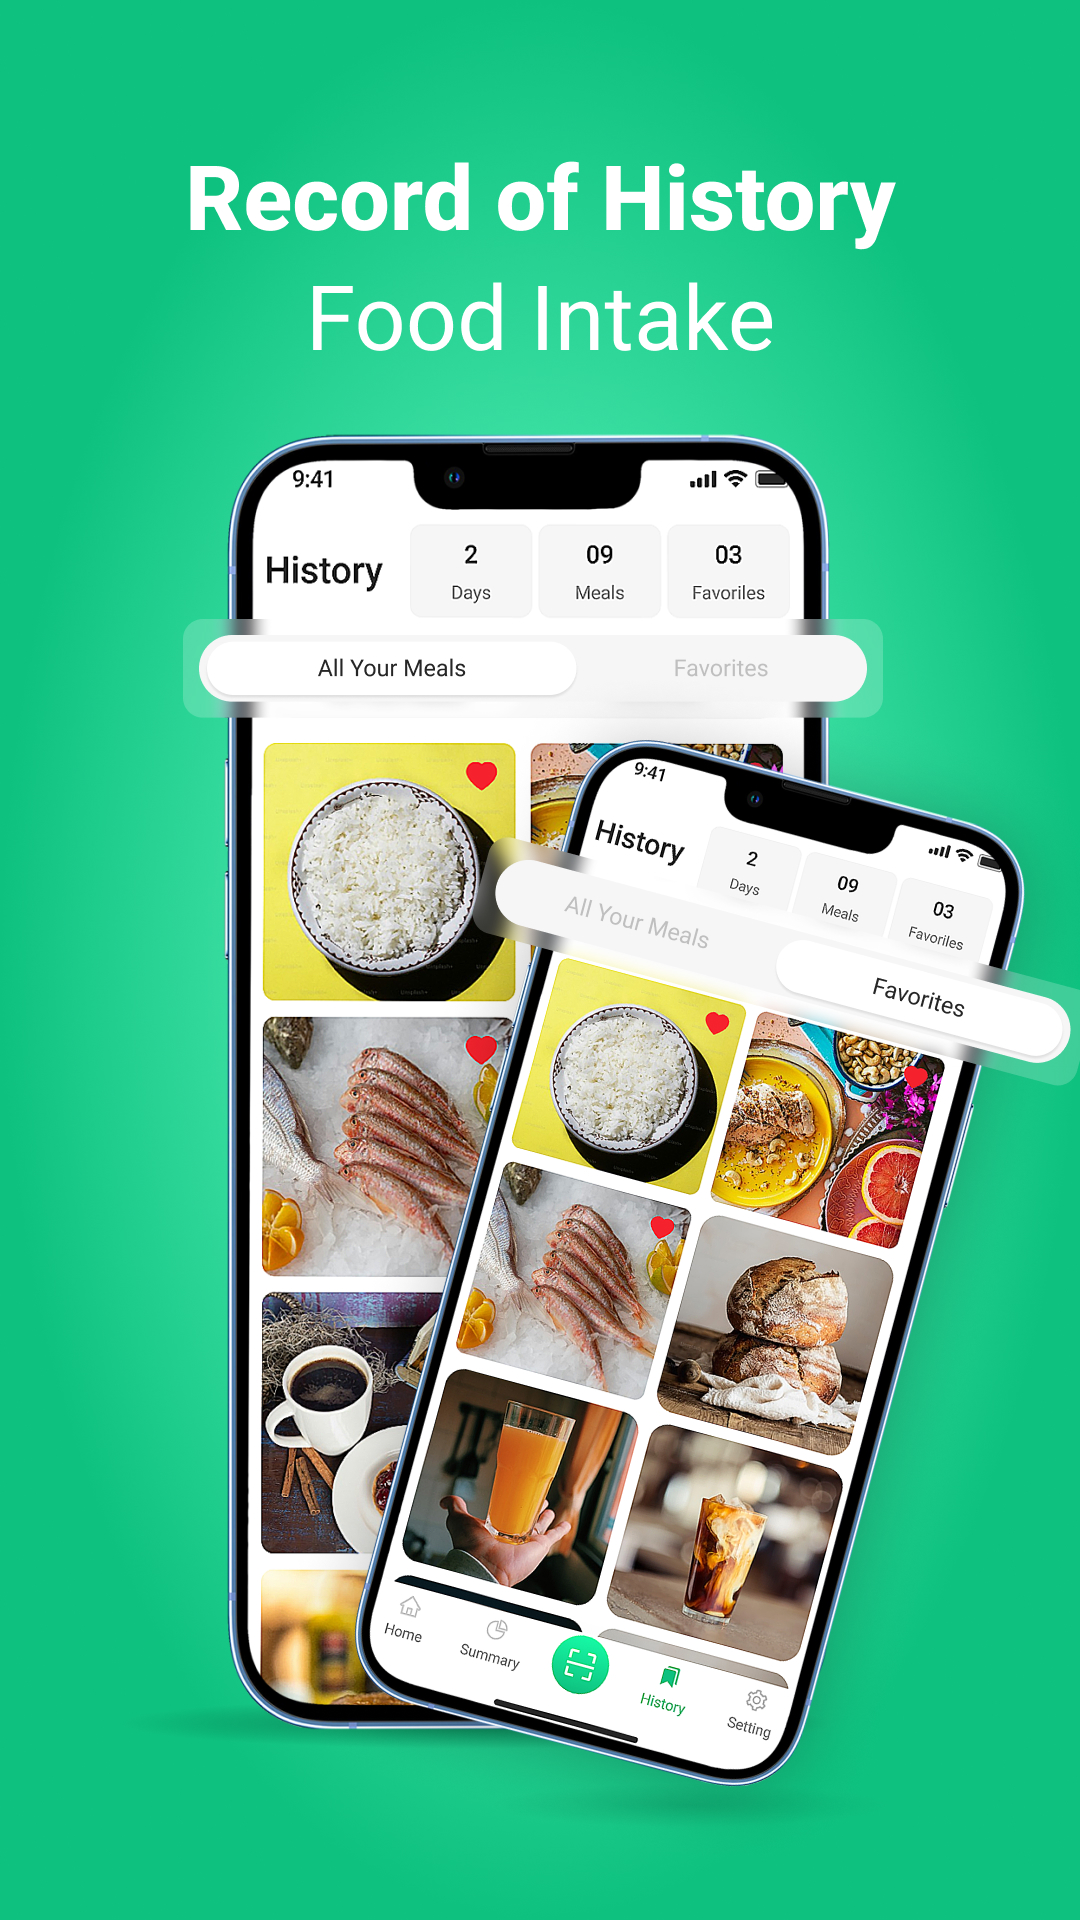 Record of History
Food Intake
9:41
History
2
Days
09
Meals
03
Favoriles
All Your Meals
Favorites
9:41
History
2
Days
09
Meals
03
Favoriles
All Your Meals
Favorites
Home
Summary
History
Setting